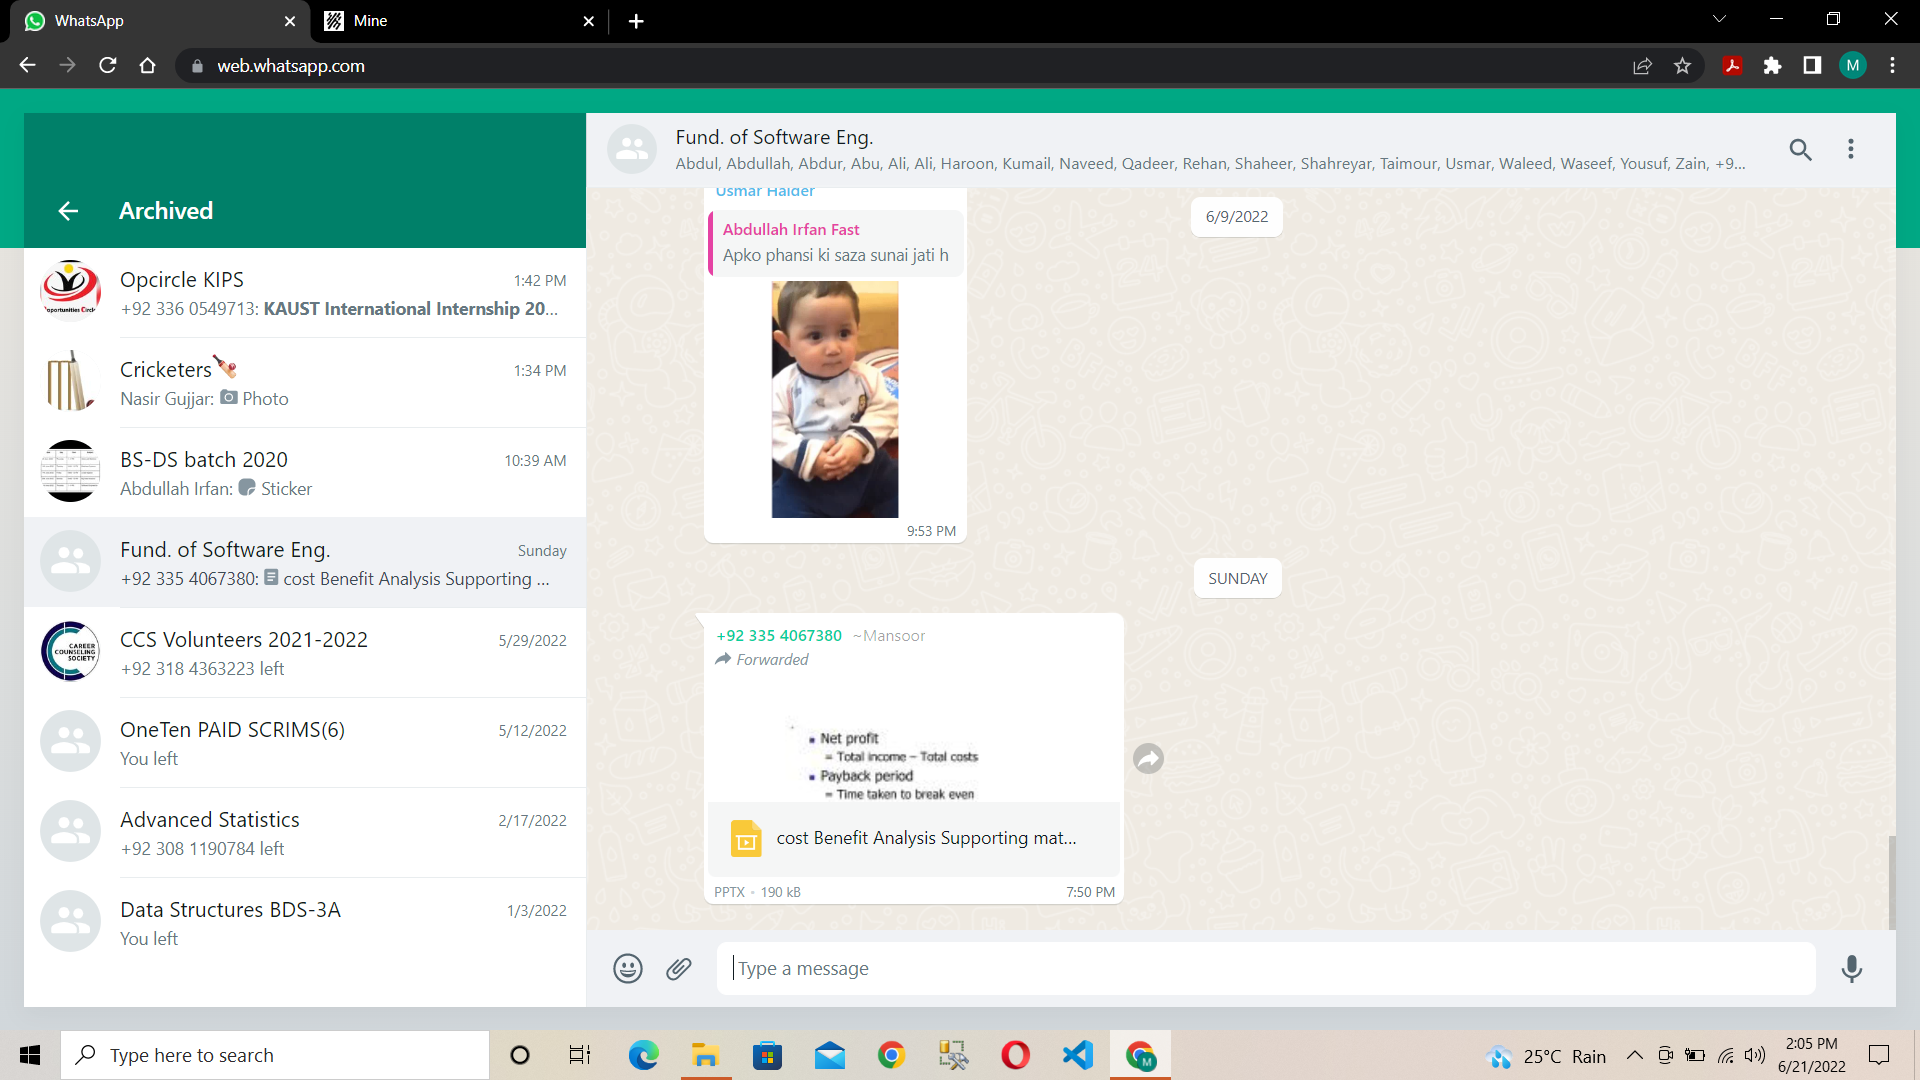 WhatsApp
Mine
web.whatsapp.com
M
Archived
Opcircle KIPS
1:42 PM
+92 336 0549713: KAUST International Internship 20...
Cricketers
1:34 PM
Nasir Gujjar: Photo
BS-DS batch 2020
10:39 AM
Abdullah Irfan: Sticker
Fund. of Software Eng.
Sunday
+92 335 4067380: cost Benefit Analysis Supporting ...
CAREER
COUNSELING
SOCIETY
CCS Volunteers 2021-2022
5/29/2022
+92 318 4363223 left
OneTen PAID SCRIMS(6)
5/12/2022
You left
Advanced Statistics
2/17/2022
+92 308 1190784 left
Data Structures BDS-3A
1/3/2022
You left
Fund. of Software Eng.
Abdul, Abdullah, Abdur, Abu, Ali, Ali, Haroon, Kumail, Naveed, Qadeer, Rehan, Shaheer, Shahreyar, Taimour, Usmar, Waleed, Waseef, Yousuf, Zain, +9...
Usmar Haider
6/9/2022
Abdullah Irfan Fast
Apko phansi ki saza sunai jati h
9:53 PM
SUNDAY
+92 335 4067380 ~Mansoor
Forwarded
Net profit
= Total income – Total costs
Payback period
= Time taken to break even
cost Benefit Analysis Supporting mat...
PPTX • 190 kB
7:50 PM
Type a message
Type here to search
25°C Rain
2:05 PM
6/21/2022